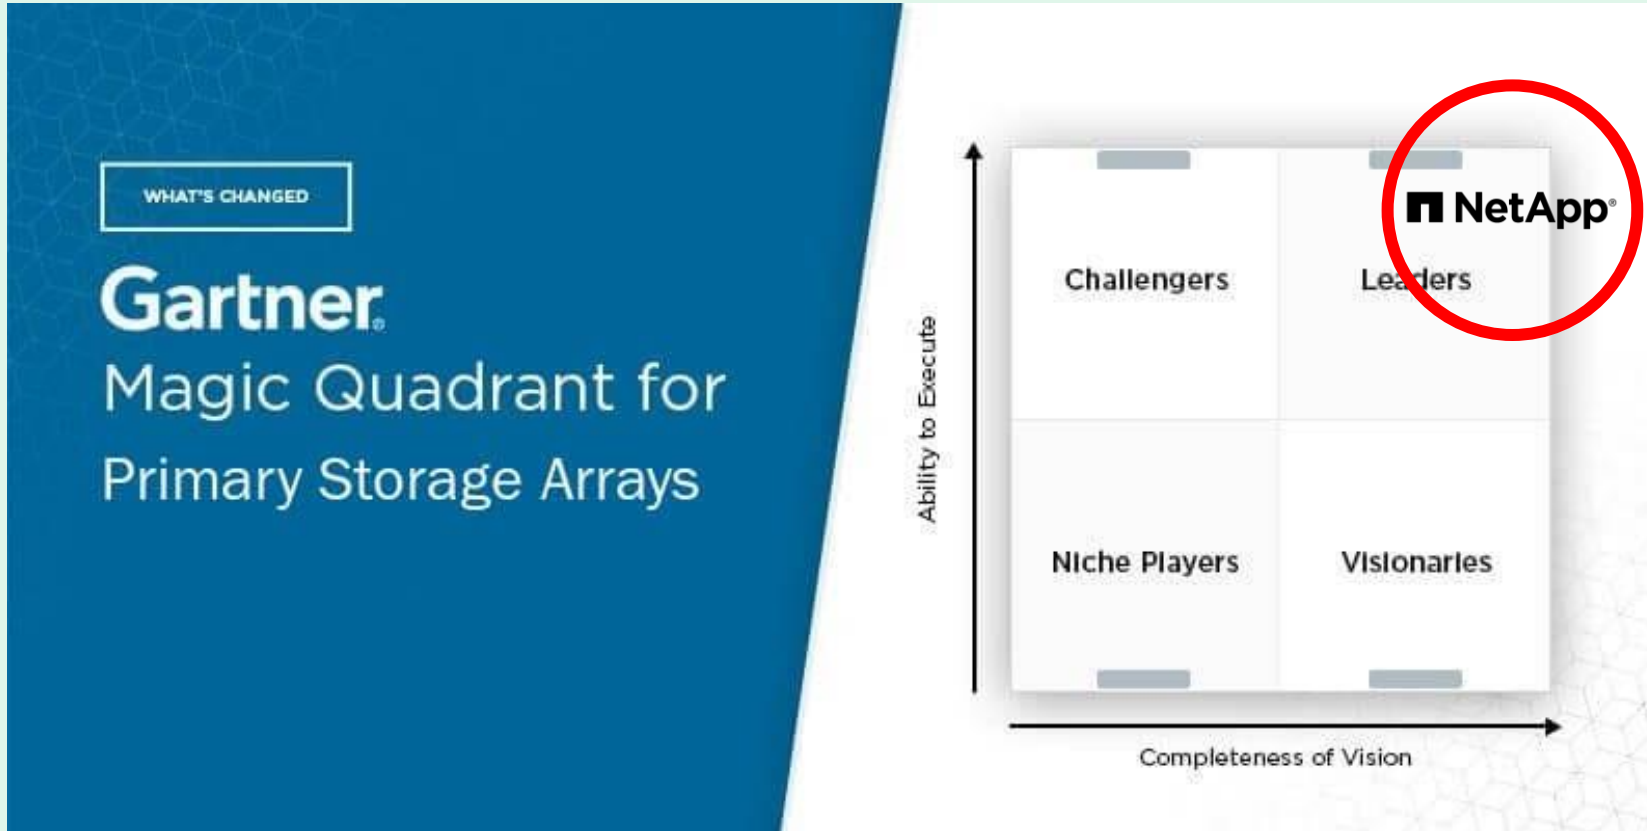 WHAT'S CHANGED
Gartner®
Magic Quadrant for
Primary Storage Arrays
Ability to Execute
Challengers
Leaders
NetApp®
Niche Players
Visionaries
Completeness of Vision